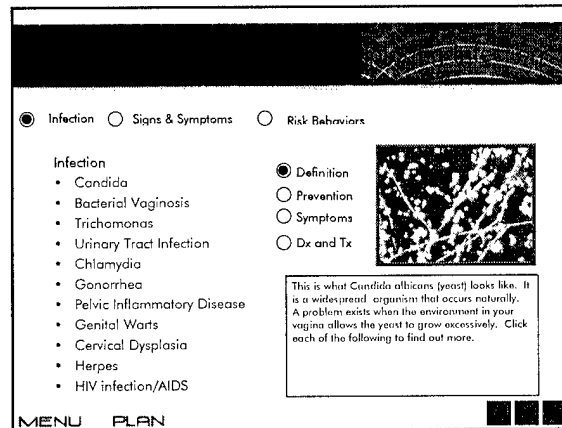 Infection Signs & Symptoms Risk Behaviors
Infection
• Candida
• Bacterial Vaginosis
• Trichomonas
• Urinary Tract Infection
• Chlamydia
• Gonorrhea
• Pelvic Inflammatory Disease
• Genital Warts
• Cervical Dysplasia
• Herpes
• HIV infection/AIDS
Definition
Prevention
Symptoms
Dx and Tx
This is what Candida albicans (yeast) looks like. It
is a widespread organism that occurs naturally.
A problem exists when the environment in your
vagina allows the yeast to grow excessively. Click
each of the following to find out more.
MENU PLAN